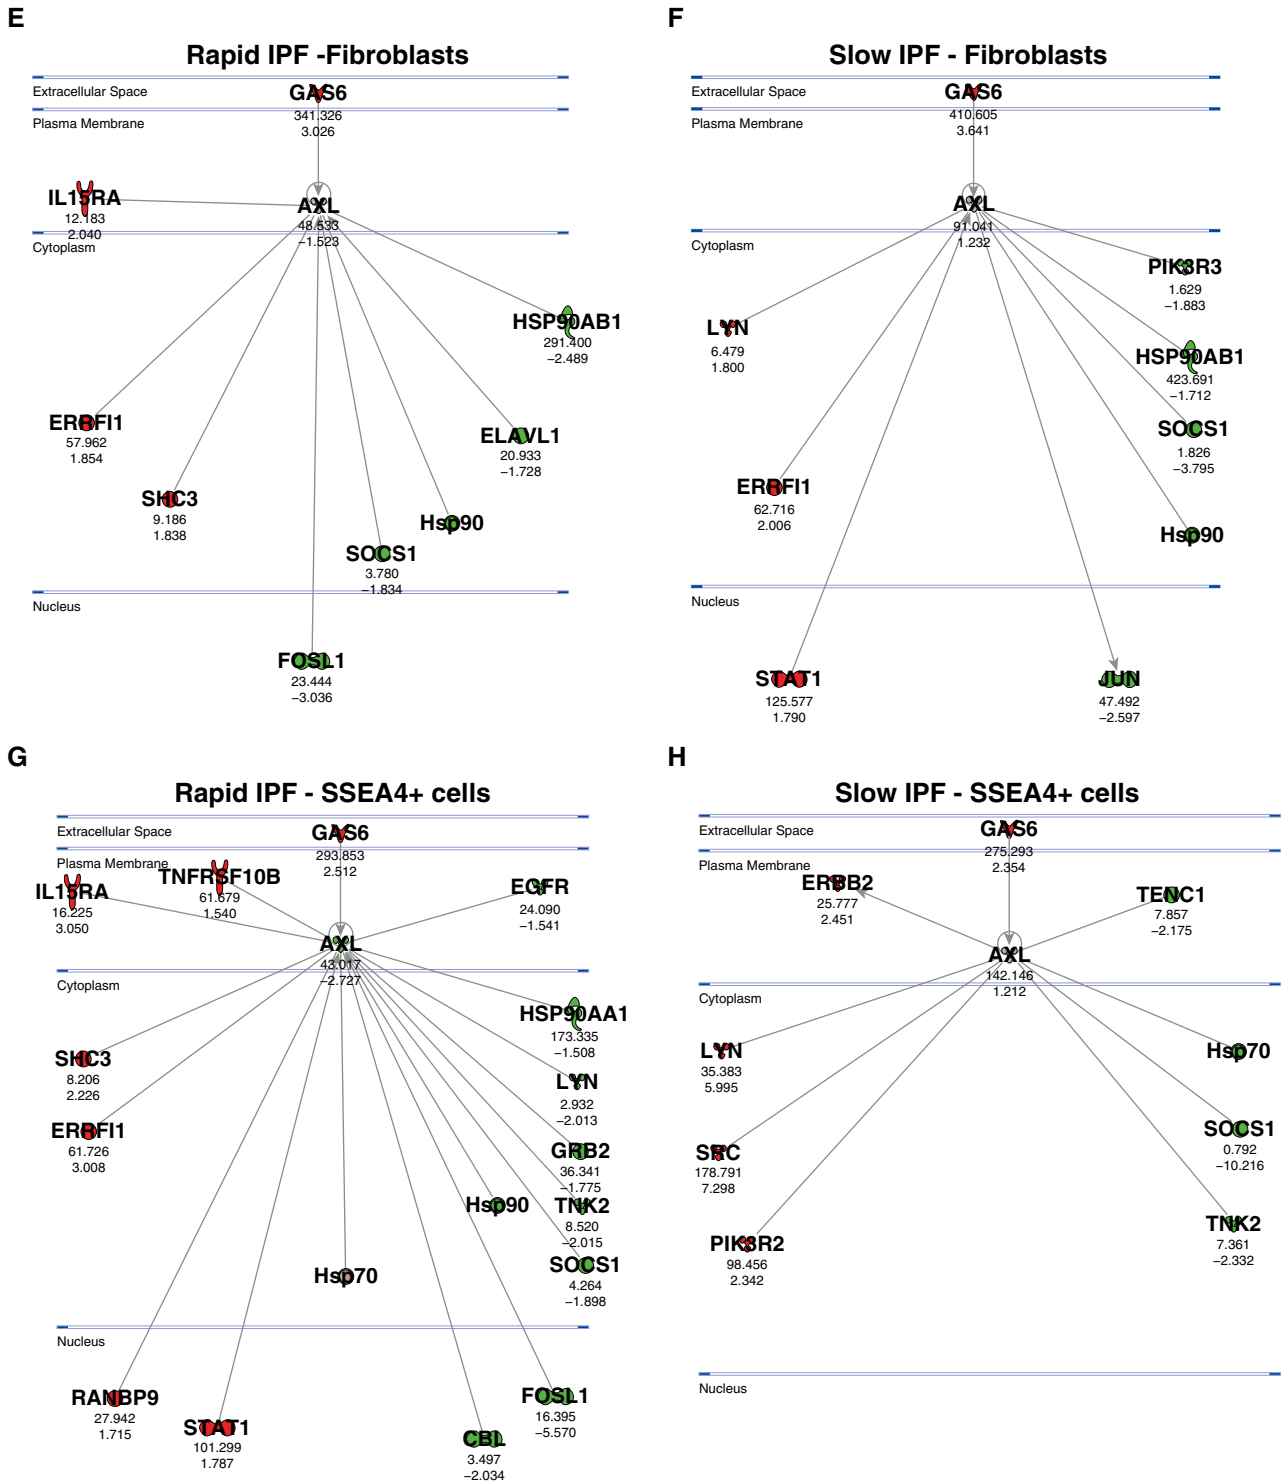 E
Rapid IPF -Fibroblasts
Extracellular Space
GAS6
341.326
3.026
Plasma Membrane
IL15RA
12.183
2.040
AXL
48.533
−1.523
Cytoplasm
HSP90AB1
291.400
−2.489
ERRFI1
57.962
1.854
ELAVL1
20.933
−1.728
SHC3
9.186
1.838
Hsp90
SOCS1
3.780
−1.834
Nucleus
FOSL1
23.444
−3.036
F
Slow IPF - Fibroblasts
Extracellular Space
GAS6
410.605
3.641
Plasma Membrane
AXL
91.041
1.232
Cytoplasm
PIK3R3
1.629
−1.883
LYN
6.479
1.800
HSP90AB1
423.691
−1.712
SOCS1
1.826
−3.795
ERRFI1
62.716
2.006
Hsp90
Nucleus
STAT1
125.577
1.790
JUN
47.492
−2.597
G
Rapid IPF - SSEA4+ cells
Extracellular Space
GAS6
293.853
2.512
Plasma Membrane
IL15RA
16.225
3.050
TNFRSF10B
61.679
1.540
EGFR
24.090
−1.541
AXL
43.017
−2.727
Cytoplasm
HSP90AA1
173.335
−1.508
SHC3
8.206
2.226
LYN
2.932
−2.013
ERRFI1
61.726
3.008
GRB2
36.341
−1.775
Hsp90
TNK2
8.520
−2.015
Hsp70
SOCS1
4.264
−1.898
Nucleus
RANBP9
27.942
1.715
STAT1
101.299
1.787
FOSL1
16.395
−5.570
CBL
3.497
−2.034
H
Slow IPF - SSEA4+ cells
Extracellular Space
GAS6
275.293
2.354
Plasma Membrane
ERBB2
25.777
2.451
TENC1
7.857
−2.175
AXL
142.146
1.212
Cytoplasm
LYN
35.383
5.995
Hsp70
SRC
178.791
7.298
SOCS1
0.792
−10.216
PIK3R2
98.456
2.342
TNK2
7.361
−2.332
Nucleus